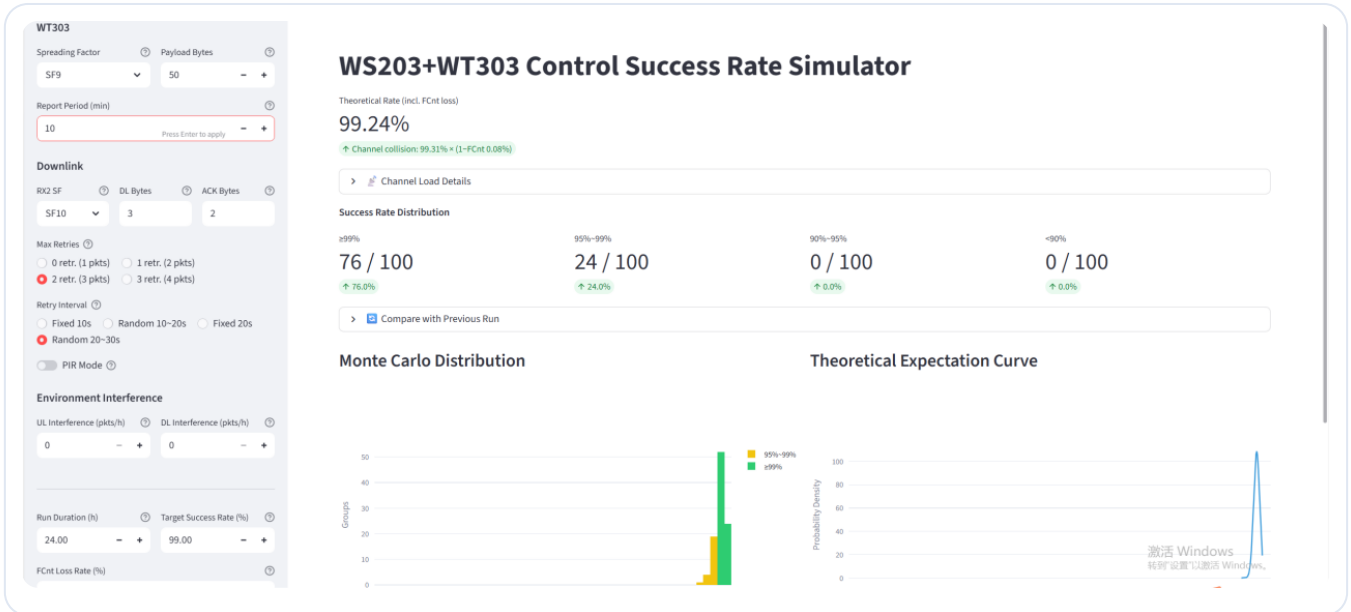 WT303
Spreading Factor
Payload Bytes
SF9
50
Report Period (min)
10
Press Enter to apply
Downlink
RX2 SF
DL Bytes
ACK Bytes
SF10
3
2
Max Retries
0 retr. (1 pkts)
1 retr. (2 pkts)
2 retr. (3 pkts)
3 retr. (4 pkts)
Retry Interval
Fixed 10s
Random 10~20s
Fixed 20s
Random 20~30s
PIR Mode
Environment Interference
UL Interference (pkts/h)
DL Interference (pkts/h)
0
0
Run Duration (h)
Target Success Rate (%)
24.00
99.00
FCnt Loss Rate (%)
WS203+WT303 Control Success Rate Simulator
Theoretical Rate (incl. FCnt loss)
99.24%
↑ Channel collision: 99.31% × (1−FCnt 0.08%)
Channel Load Details
Success Rate Distribution
≥99%
95%~99%
90%~95%
<90%
76 / 100
24 / 100
0 / 100
0 / 100
↑ 76.0%
↑ 24.0%
↑ 0.0%
↑ 0.0%
Compare with Previous Run
Monte Carlo Distribution
Theoretical Expectation Curve
50
40
30
20
10
0
Groups
95%~99%
≥99%
100
80
60
40
20
0
Probability Density
激活 Windows
转到"设置"以激活 Windows。